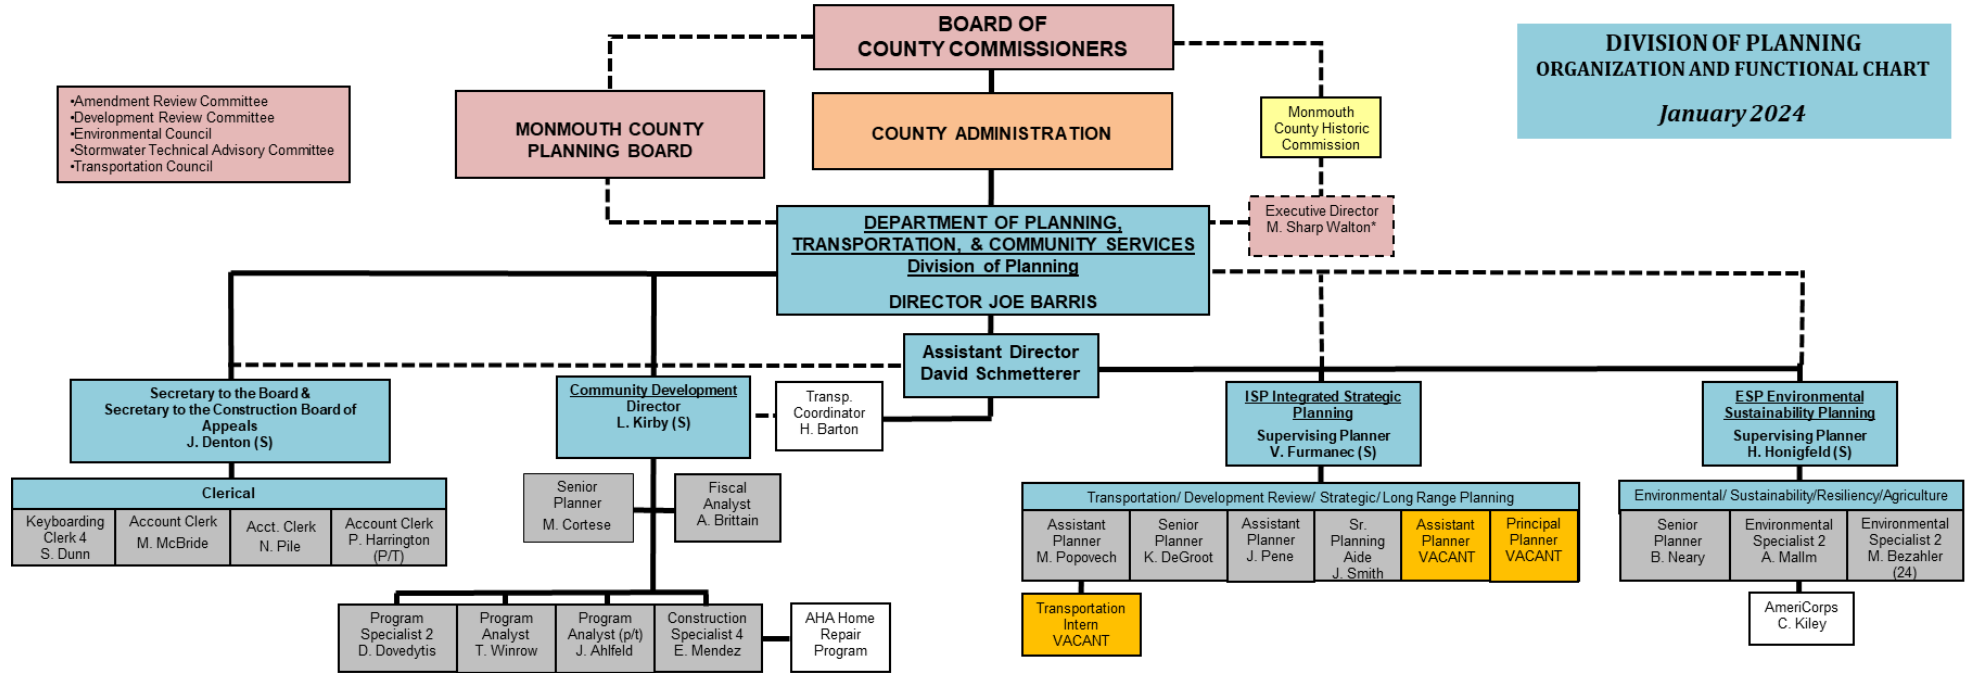 BOARD OF
COUNTY COMMISSIONERS
DIVISION OF PLANNING
ORGANIZATION AND FUNCTIONAL CHART
January 2024
•Amendment Review Committee
•Development Review Committee
•Environmental Council
•Stormwater Technical Advisory Committee
•Transportation Council
MONMOUTH COUNTY
PLANNING BOARD
COUNTY ADMINISTRATION
Monmouth
County Historic
Commission
Executive Director
M. Sharp Walton*
DEPARTMENT OF PLANNING,
TRANSPORTATION, & COMMUNITY SERVICES
Division of Planning
DIRECTOR JOE BARRIS
Assistant Director
David Schmetterer
Secretary to the Board &
Secretary to the Construction Board of
Appeals
J. Denton (S)
Community Development
Director
L. Kirby (S)
Transp.
Coordinator
H. Barton
ISP Integrated Strategic
Planning
Supervising Planner
V. Furmanec (S)
ESP Environmental
Sustainability Planning
Supervising Planner
H. Honigfeld (S)
Clerical
Keyboarding
Clerk 4
S. Dunn
Account Clerk
M. McBride
Acct. Clerk
N. Pile
Account Clerk
P. Harrington
(P/T)
Senior
Planner
M. Cortese
Fiscal
Analyst
A. Brittain
Program
Specialist 2
D. Dovedytis
Program
Analyst
T. Winrow
Program
Analyst (p/t)
J. Ahlfeld
Construction
Specialist 4
E. Mendez
AHA Home
Repair
Program
Transportation/ Development Review/ Strategic/ Long Range Planning
Assistant
Planner
M. Popovech
Senior
Planner
K. DeGroot
Assistant
Planner
J. Pene
Sr.
Planning
Aide
J. Smith
Assistant
Planner
VACANT
Principal
Planner
VACANT
Transportation
Intern
VACANT
Environmental/ Sustainability/Resiliency/Agriculture
Senior
Planner
B. Neary
Environmental
Specialist 2
A. Mallm
Environmental
Specialist 2
M. Bezahler
(24)
AmeriCorps
C. Kiley